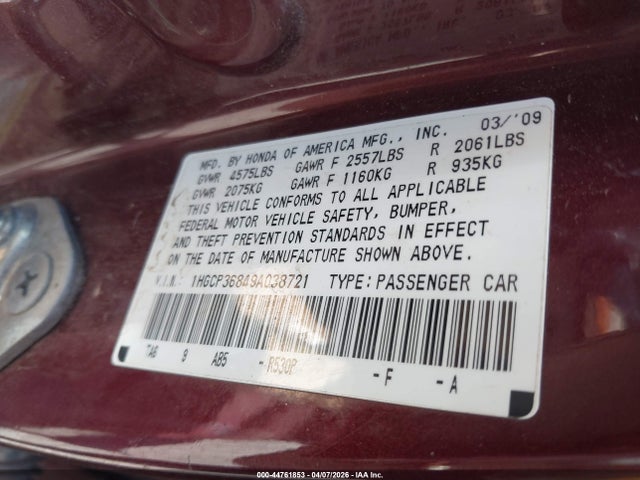 MFD. BY HONDA OF AMERICA MFG., INC. 03/'09
GVWR 4575LBS GAWR F 2557LBS R 2061LBS
GVWR 2075KG GAWR F 1160KG R 935KG
THIS VEHICLE CONFORMS TO ALL APPLICABLE
FEDERAL MOTOR VEHICLE SAFETY, BUMPER,
AND THEFT PREVENTION STANDARDS IN EFFECT
ON THE DATE OF MANUFACTURE SHOWN ABOVE.
V.I.N.: 1HGCP36849A038721 TYPE:PASSENGER CAR
TA6 9 AB5 -R530P -F -A
000-44761853 - 04/07/2026 - IAA Inc.